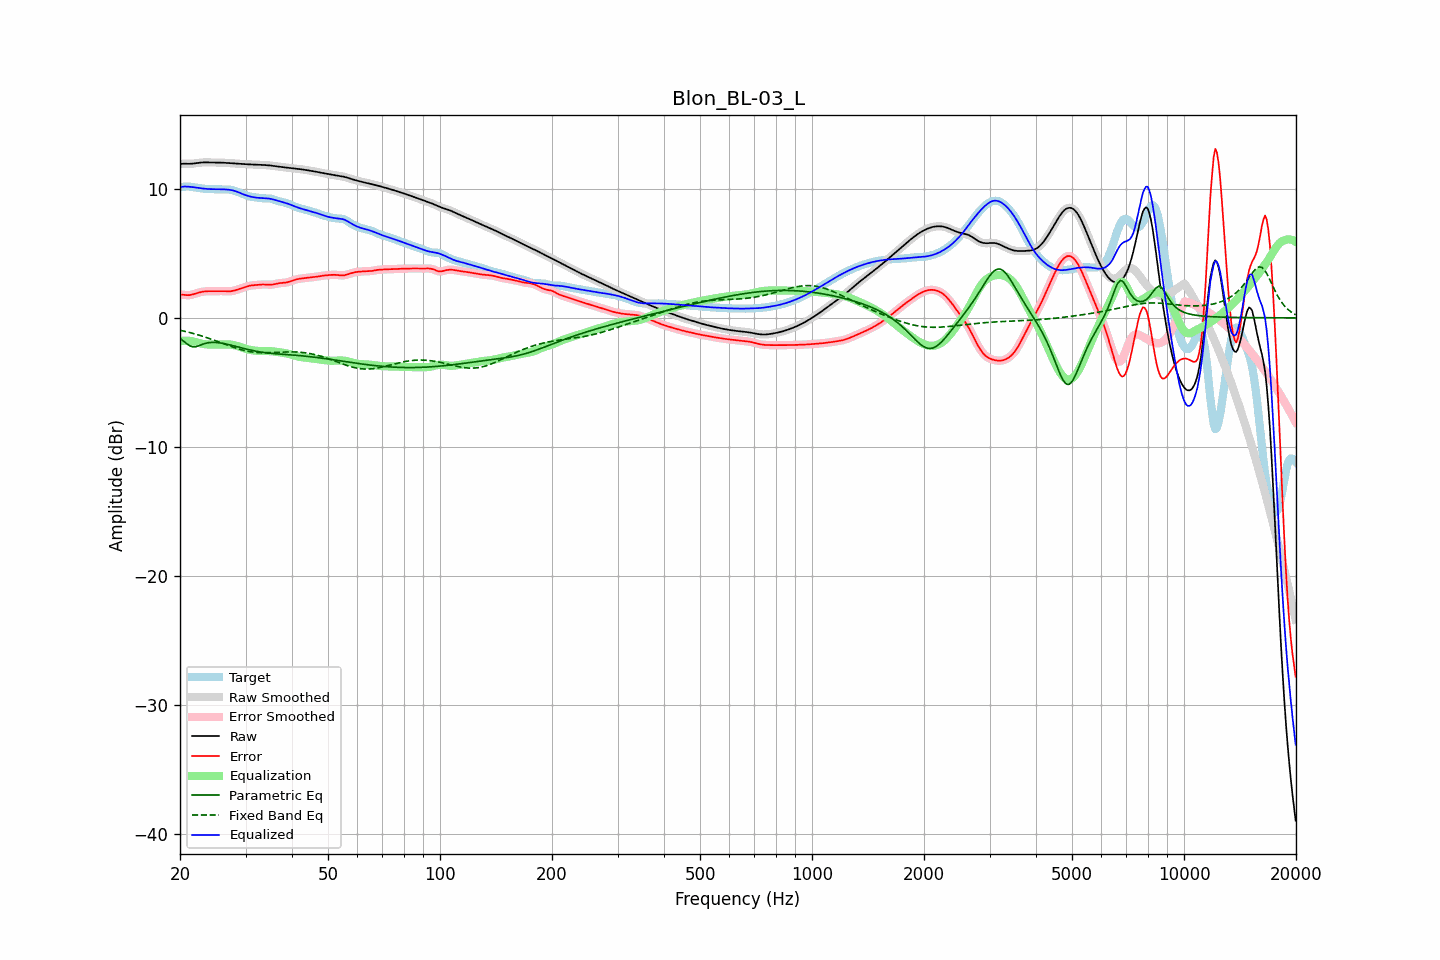 Blon_BL-03_L
Amplitude (dBr)
10
0
−10
−20
−30
−40
Target
Raw Smoothed
Error Smoothed
Raw
Error
Equalization
Parametric Eq
Fixed Band Eq
Equalized
20 50 100 200 500 1000 2000 5000 10000 20000
Frequency (Hz)